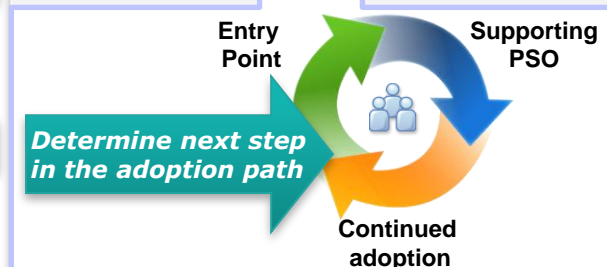 Entry
Point
Supporting
PSO
Determine next step
in the adoption path
Continued
adoption